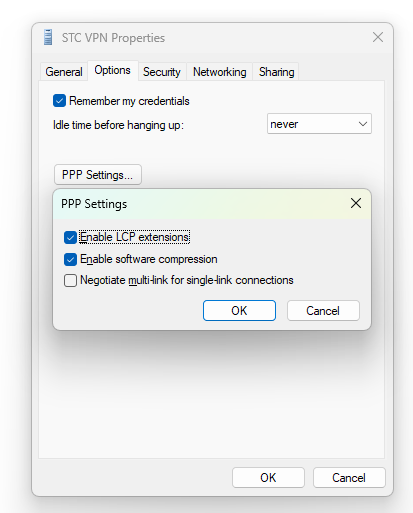 STC VPN Properties
General Options Security Networking Sharing
Remember my credentials
Idle time before hanging up: never
PPP Settings...
PPP Settings
Enable LCP extensions
Enable software compression
Negotiate multi-link for single-link connections
OK Cancel
OK Cancel